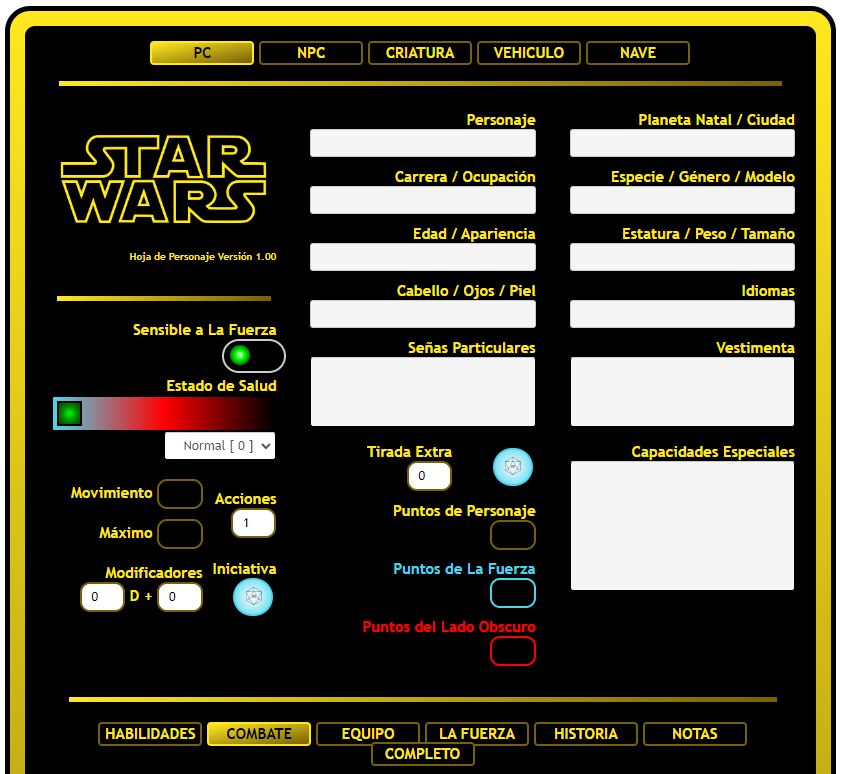 PC NPC CRIATURA VEHICULO NAVE
STAR
WARS
Hoja de Personaje Versión 1.00
Sensible a La Fuerza
Estado de Salud
Normal [ 0 ]
Movimiento
Máximo
Acciones
1
Modificadores
0 D + 0
Iniciativa
Personaje
Carrera / Ocupación
Edad / Apariencia
Cabello / Ojos / Piel
Señas Particulares
Tirada Extra
0
Puntos de Personaje
Puntos de La Fuerza
Puntos del Lado Obscuro
Planeta Natal / Ciudad
Especie / Género / Modelo
Estatura / Peso / Tamaño
Idiomas
Vestimenta
Capacidades Especiales
HABILIDADES COMBATE EQUIPO LA FUERZA HISTORIA NOTAS
COMPLETO